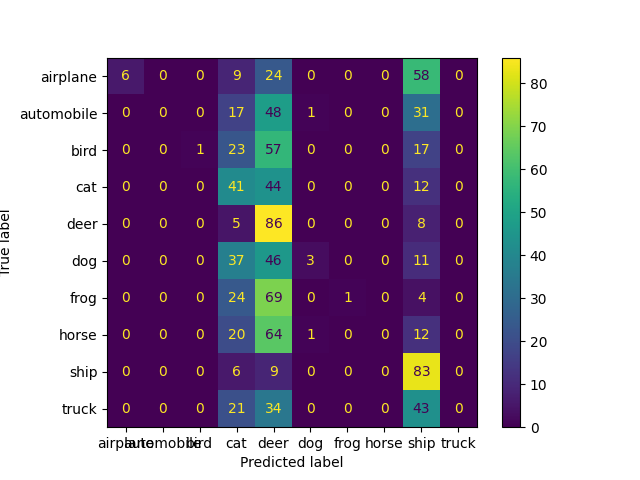 airplane 6 0 0 9 24 0 0 0 58 0
automobile 0 0 0 17 48 1 0 0 31 0
bird 0 0 1 23 57 0 0 0 17 0
cat 0 0 0 41 44 0 0 0 12 0
deer 0 0 0 5 86 0 0 0 8 0
dog 0 0 0 37 46 3 0 0 11 0
frog 0 0 0 24 69 0 1 0 4 0
horse 0 0 0 20 64 1 0 0 12 0
ship 0 0 0 6 9 0 0 0 83 0
truck 0 0 0 21 34 0 0 0 43 0
airplane automobile bird cat deer dog frog horse ship truck
Predicted label
True label
80
70
60
50
40
30
20
10
0